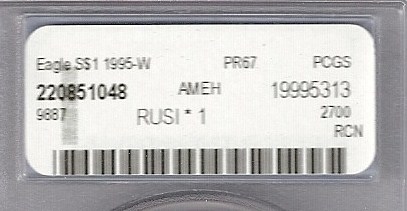 Eagle S$1 1995-W PR67 PCGS
220851048 AMEH 19995313
9887 RUSI * 1 2700
RCN